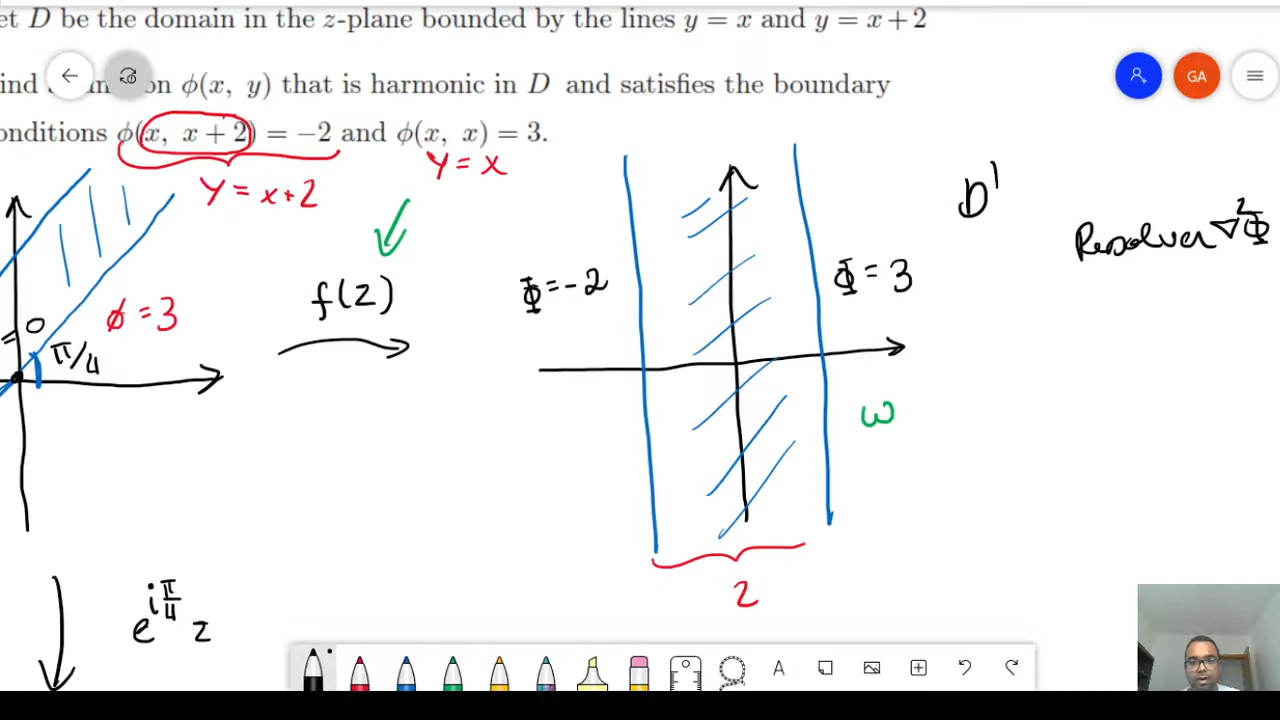 et D be the domain in the z-plane bounded by the lines y = x and y = x + 2
ind on ϕ(x, y) that is harmonic in D and satisfies the boundary
onditions ϕ(x, x + 2) = −2 and ϕ(x, x) = 3.
y = x + 2
y = x
D'
Resolver ∇²Φ
ϕ = 3
= 0
π/4
f(z)
Φ = -2
Φ = 3
ω
2
e^{iπ/4} z
GA
A